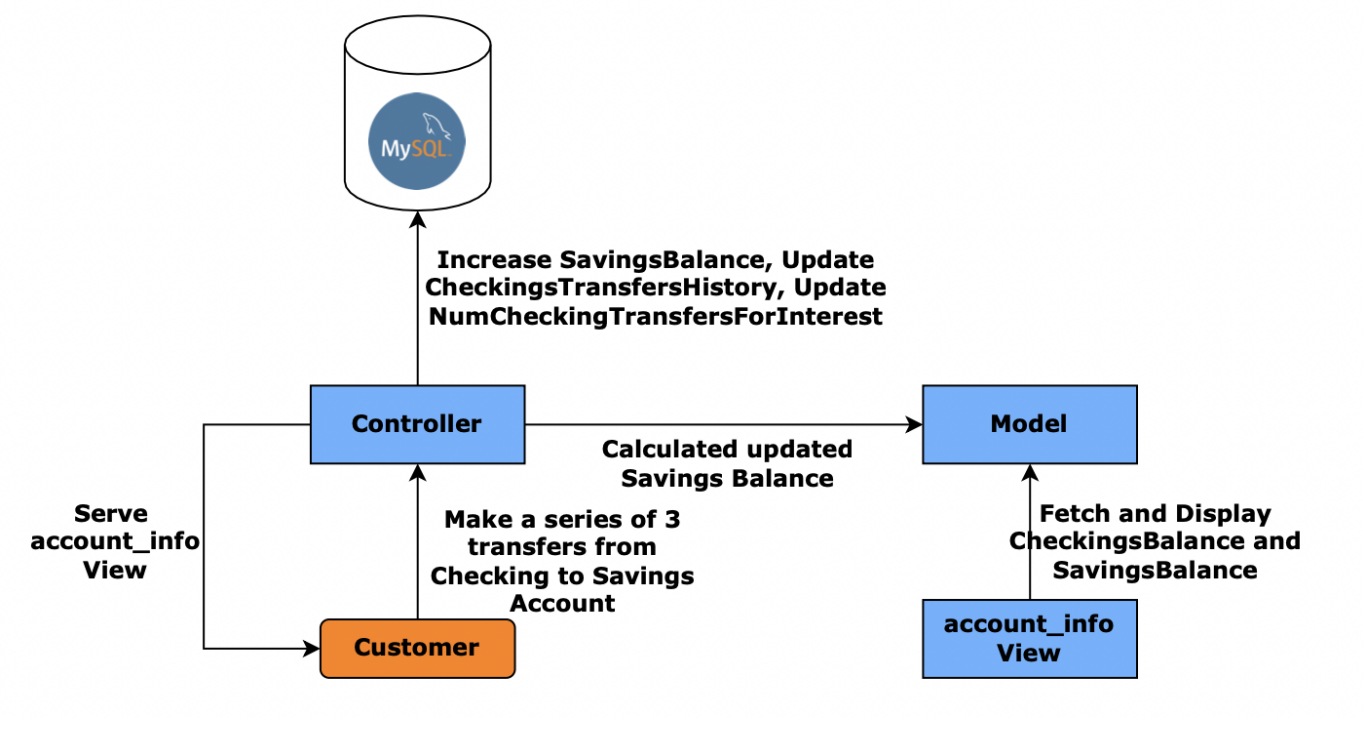 MySQL
Increase SavingsBalance, Update
CheckingsTransfersHistory, Update
NumCheckingTransfersForInterest
Controller
Model
Calculated updated
Savings Balance
Serve
account_info
View
Make a series of 3
transfers from
Checking to Savings
Account
Fetch and Display
CheckingsBalance and
SavingsBalance
Customer
account_info
View